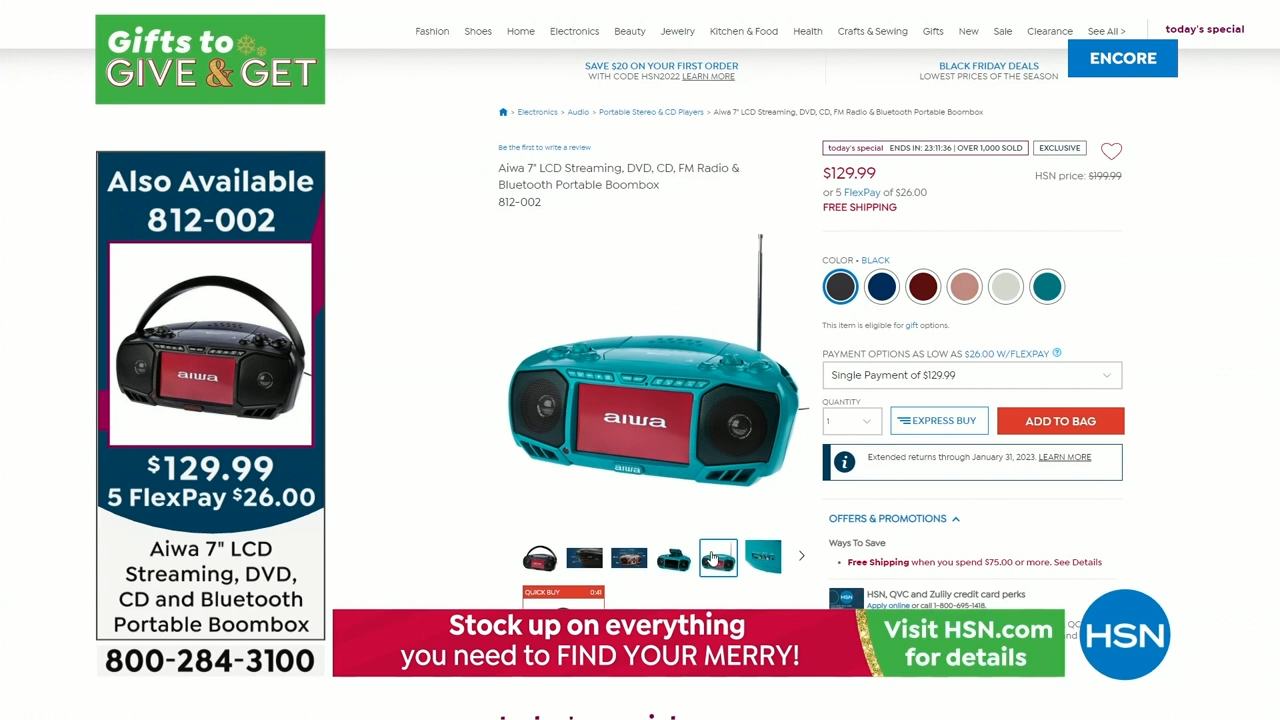 Gifts to
GIVE & GET
Fashion Shoes Home Electronics Beauty Jewelry Kitchen & Food Health Crafts & Sewing Gifts New Sale Clearance See All > today's special
ENCORE
SAVE $20 ON YOUR FIRST ORDER
WITH CODE HSN2022 LEARN MORE
BLACK FRIDAY DEALS
LOWEST PRICES OF THE SEASON
> Electronics > Audio > Portable Stereo & CD Players > Aiwa 7" LCD Streaming, DVD, CD, FM Radio & Bluetooth Portable Boombox
Also Available
812-002
aiwa
$129.99
5 FlexPay $26.00
Aiwa 7" LCD
Streaming, DVD,
CD and Bluetooth
Portable Boombox
800-284-3100
Be the first to write a review
Aiwa 7" LCD Streaming, DVD, CD, FM Radio &
Bluetooth Portable Boombox
812-002
aiwa
aiwa
today's special ENDS IN: 23:11:36 | OVER 1,000 SOLD
EXCLUSIVE
$129.99
HSN price: $199.99
or 5 FlexPay of $26.00
FREE SHIPPING
COLOR • BLACK
This item is eligible for gift options.
PAYMENT OPTIONS AS LOW AS $26.00 W/FLEXPAY ?
Single Payment of $129.99
QUANTITY
1
EXPRESS BUY
ADD TO BAG
i Extended returns through January 31, 2023. LEARN MORE
OFFERS & PROMOTIONS
Ways To Save
• Free Shipping when you spend $75.00 or more. See Details
HSN, QVC and Zulily credit card perks
Apply online or call 1-800-695-1418.
QUICK BUY 0:41
Stock up on everything
you need to FIND YOUR MERRY!
Visit HSN.com
for details
HSN